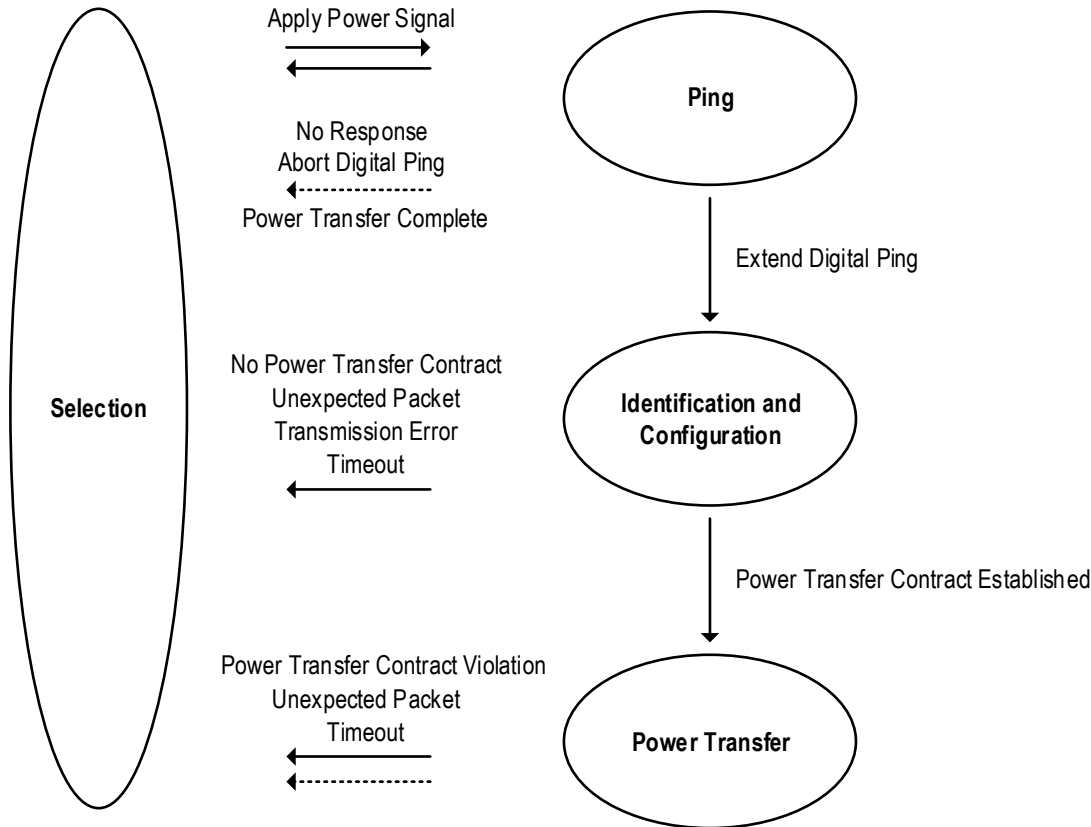 Apply Power Signal
Ping
No Response
Abort Digital Ping
Power Transfer Complete
Extend Digital Ping
Selection
No Power Transfer Contract
Unexpected Packet
Transmission Error
Timeout
Identification and
Configuration
Power Transfer Contract Established
Power Transfer Contract Violation
Unexpected Packet
Timeout
Power Transfer